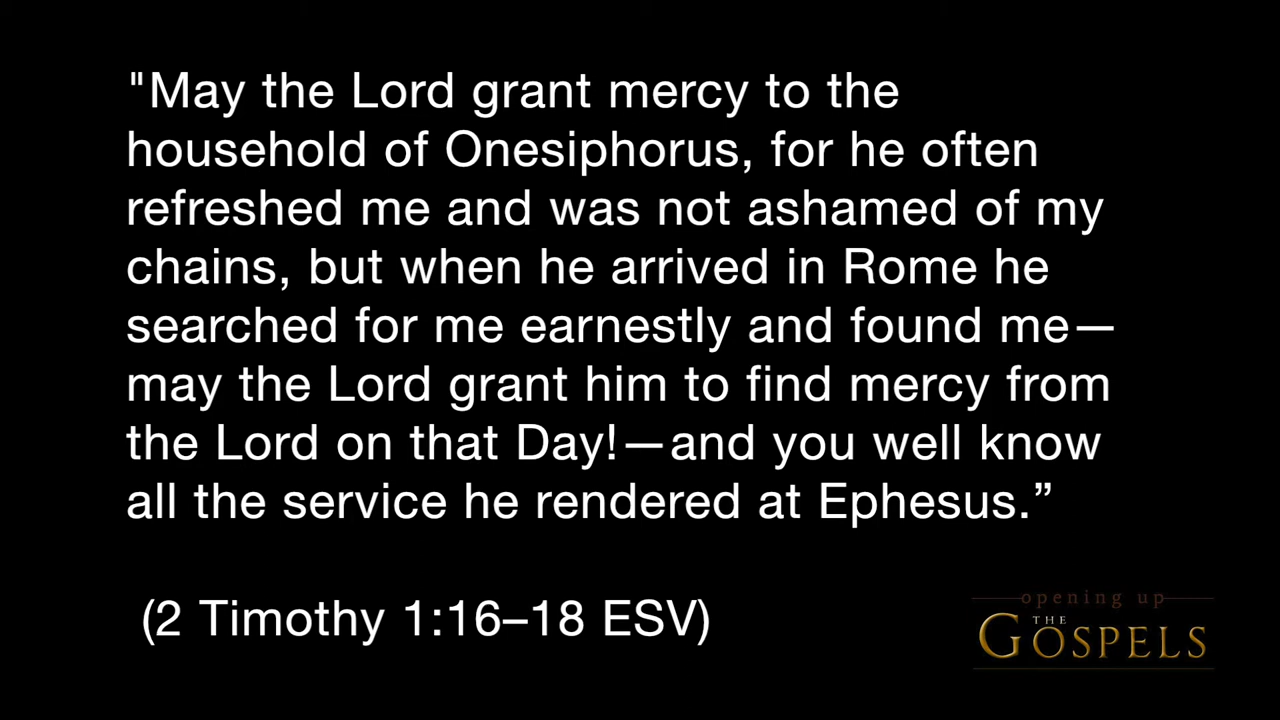 "May the Lord grant mercy to the
household of Onesiphorus, for he often
refreshed me and was not ashamed of my
chains, but when he arrived in Rome he
searched for me earnestly and found me—
may the Lord grant him to find mercy from
the Lord on that Day!—and you well know
all the service he rendered at Ephesus.”
(2 Timothy 1:16–18 ESV)
opening up
THE
GOSPELS